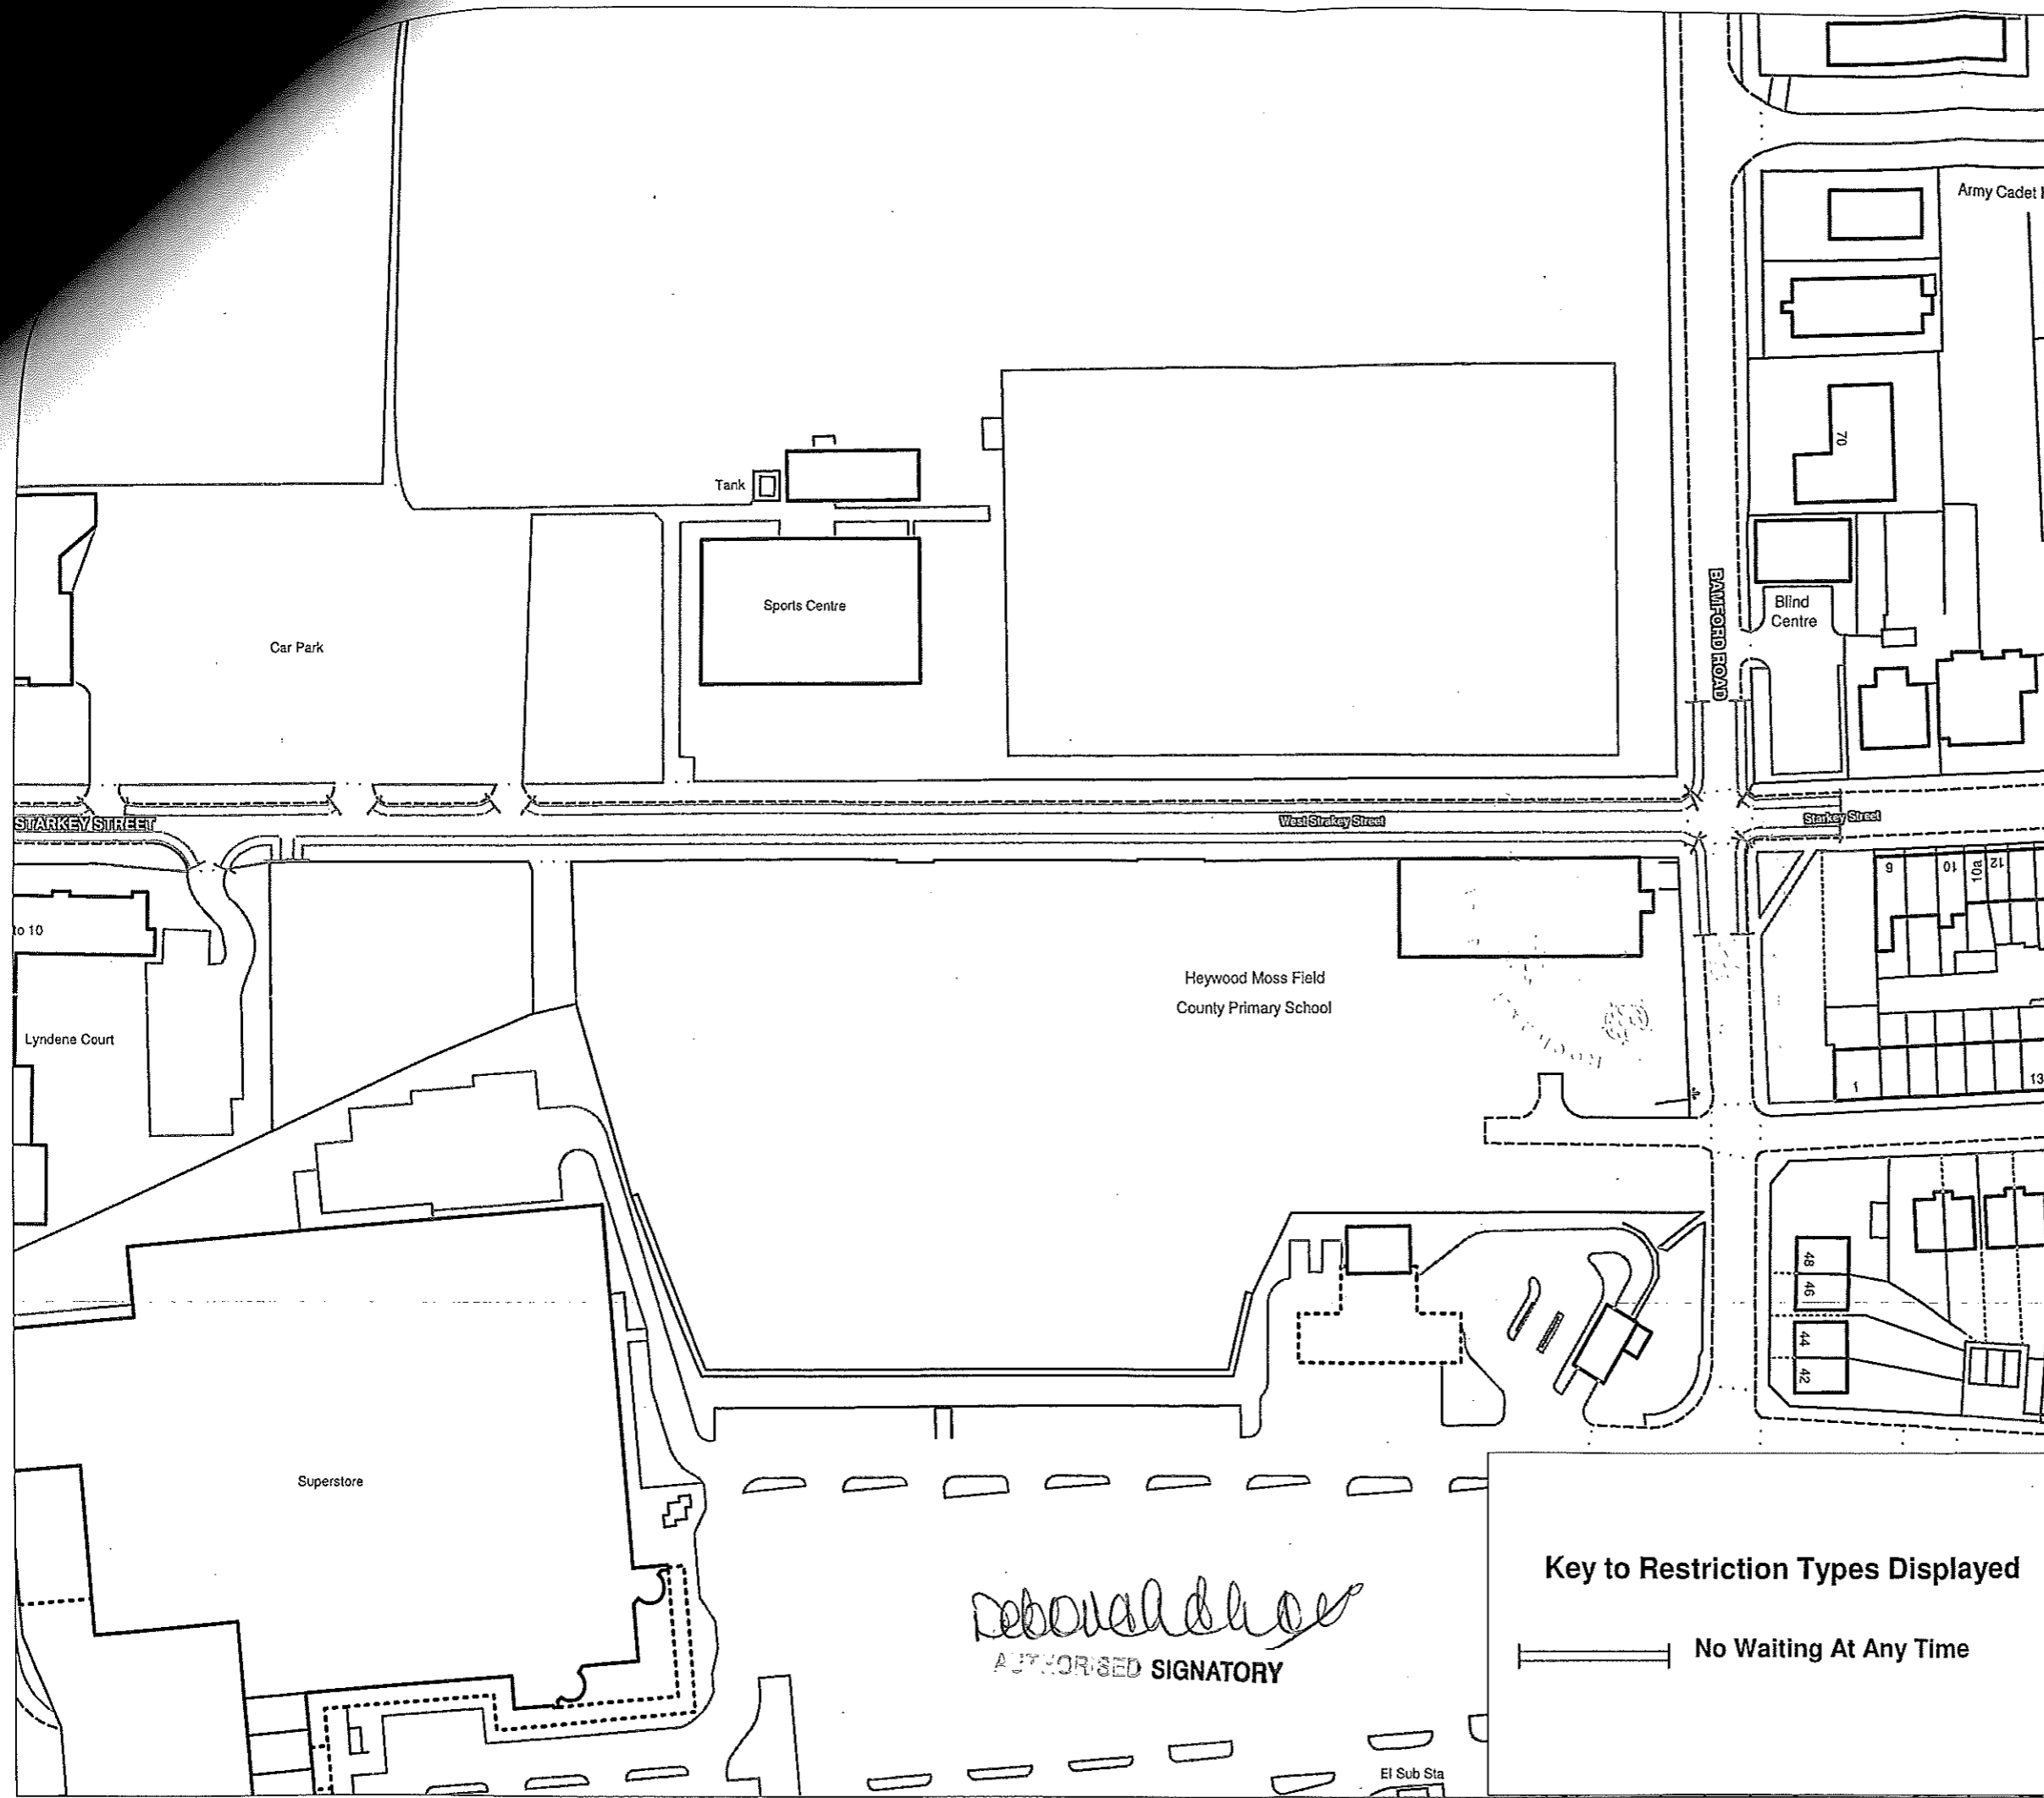 Army Cadet
70
Tank
BAMFORD ROAD
Sports Centre
Blind
Centre
Car Park
STARKEY STREET
West Strakey Street
Starkey Street
10
10a
12
to 10
Heywood Moss Field
County Primary School
Lyndene Court
1
13
48
46
44
42
Superstore
Key to Restriction Types Displayed
No Waiting At Any Time
AUTHORISED SIGNATORY
El Sub Sta